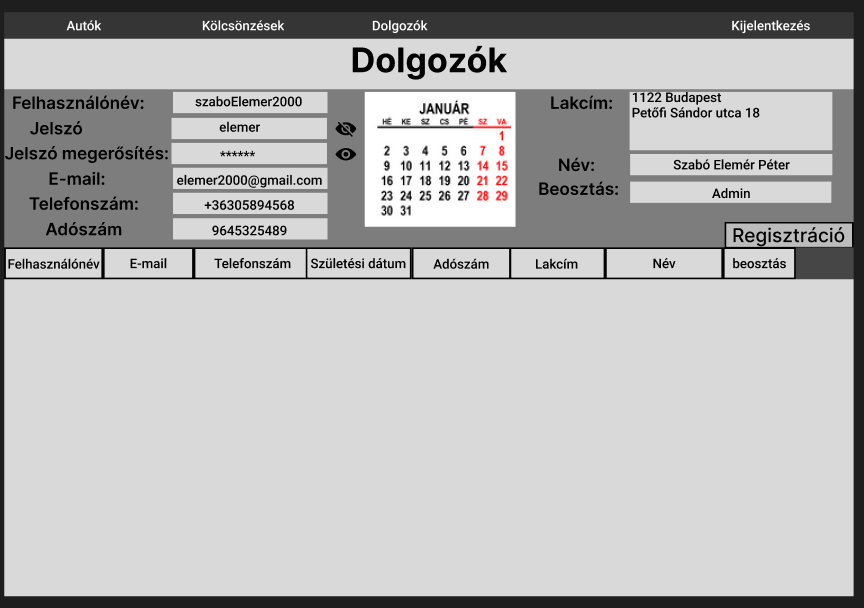 Autók Kölcsönzések Dolgozók Kijelentkezés
Dolgozók
Felhasználónév: szaboElemer2000
Jelszó elemer
Jelszó megerősítés: ******
E-mail: elemer2000@gmail.com
Telefonszám: +36305894568
Adószám 9645325489
JANUÁR
HÉ KE SZ CS PÉ SZ VA
1
2 3 4 5 6 7 8
9 10 11 12 13 14 15
16 17 18 19 20 21 22
23 24 25 26 27 28 29
30 31
Lakcím: 1122 Budapest
Petőfi Sándor utca 18
Név: Szabó Elemér Péter
Beosztás: Admin
Regisztráció
Felhasználónév E-mail Telefonszám Születési dátum Adószám Lakcím Név beosztás